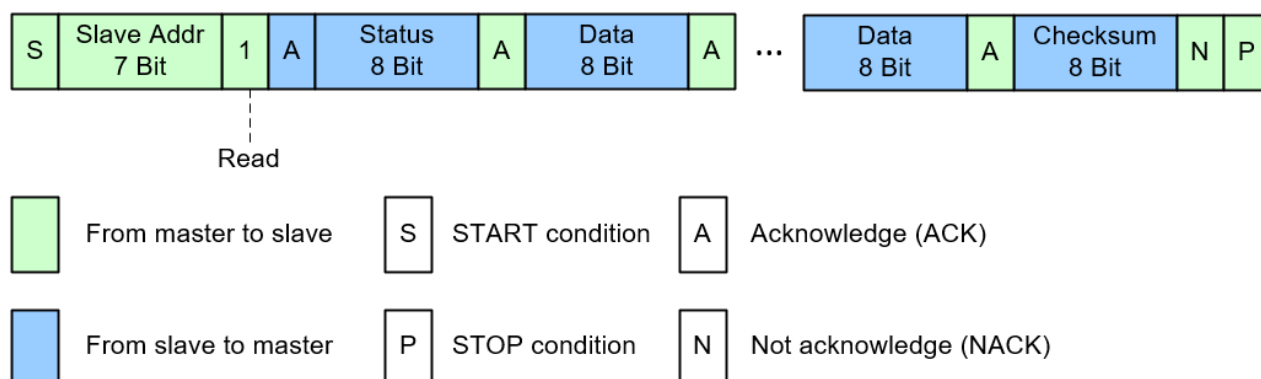 S Slave Addr 7 Bit 1 A Status 8 Bit A Data 8 Bit A ... Data 8 Bit A Checksum 8 Bit N P
Read
From master to slave S START condition A Acknowledge (ACK)
From slave to master P STOP condition N Not acknowledge (NACK)